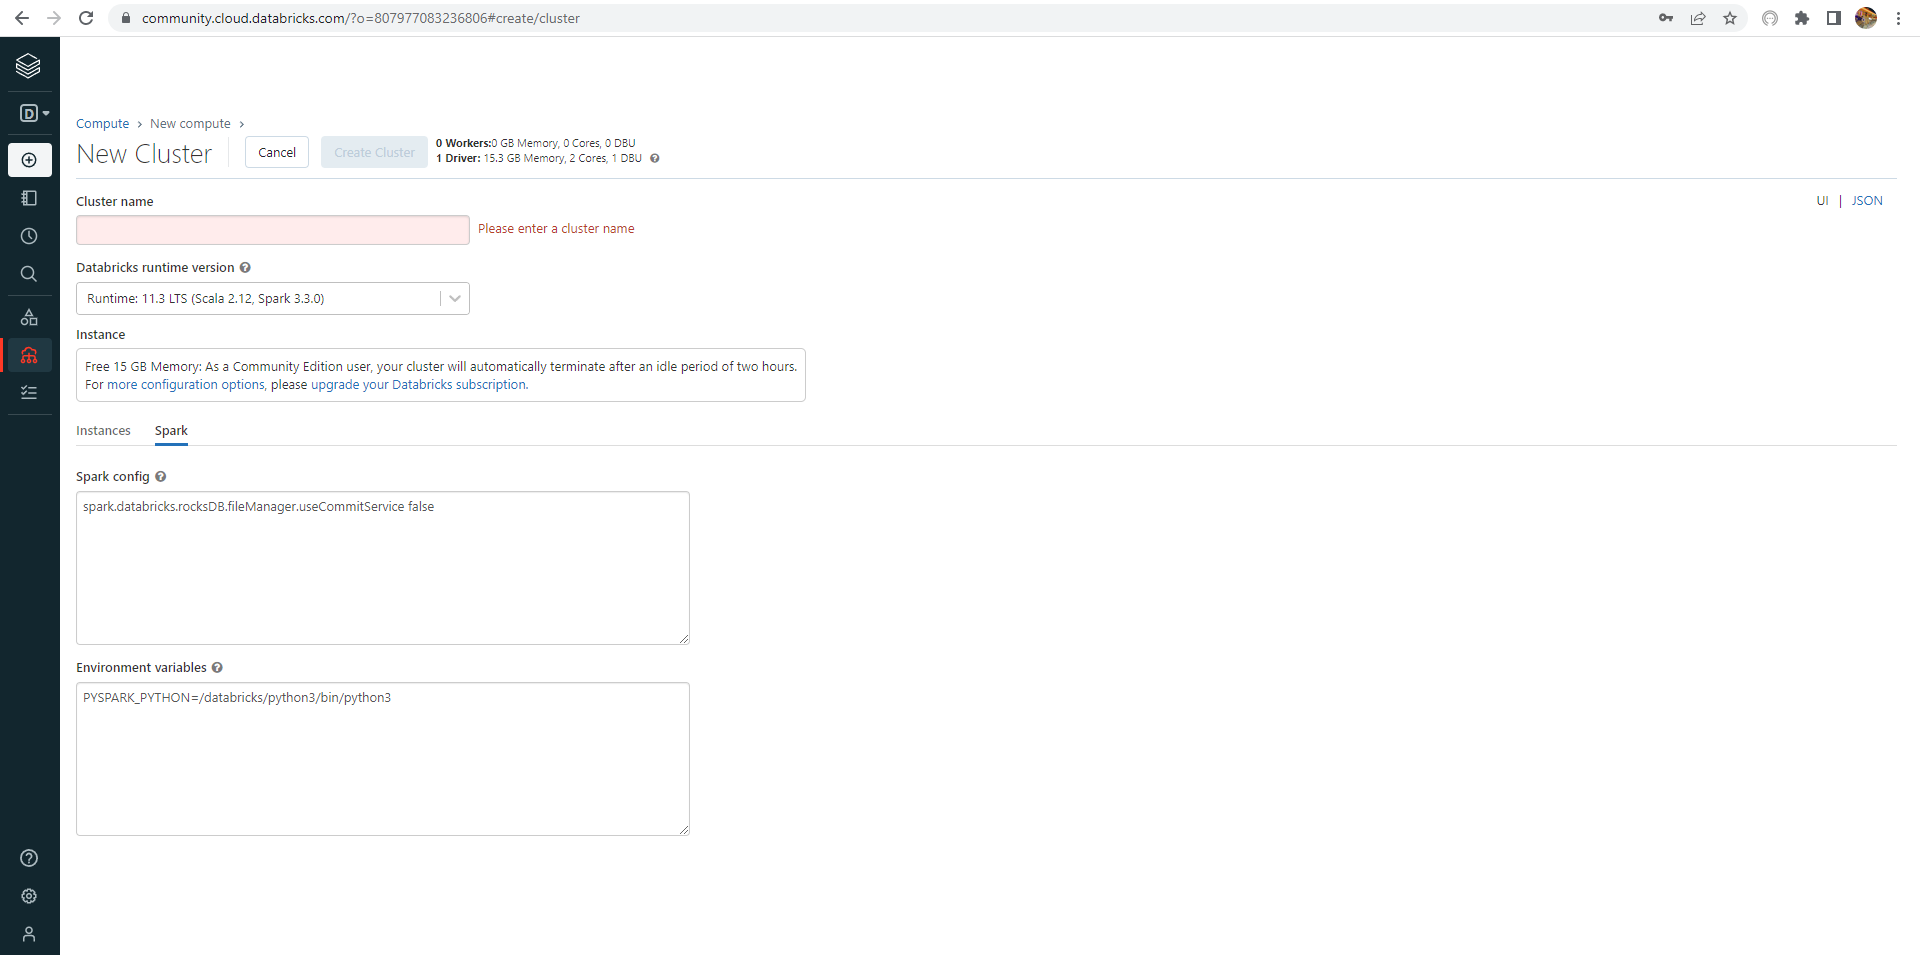 community.cloud.databricks.com/?o=807977083236806#create/cluster
D
Compute > New compute >
New Cluster
Cancel
Create Cluster
0 Workers:0 GB Memory, 0 Cores, 0 DBU
1 Driver: 15.3 GB Memory, 2 Cores, 1 DBU ?
Cluster name
UI | JSON
Please enter a cluster name
Databricks runtime version ?
Runtime: 11.3 LTS (Scala 2.12, Spark 3.3.0)
Instance
Free 15 GB Memory: As a Community Edition user, your cluster will automatically terminate after an idle period of two hours.
For more configuration options, please upgrade your Databricks subscription.
Instances Spark
Spark config ?
spark.databricks.rocksDB.fileManager.useCommitService false
Environment variables ?
PYSPARK_PYTHON=/databricks/python3/bin/python3